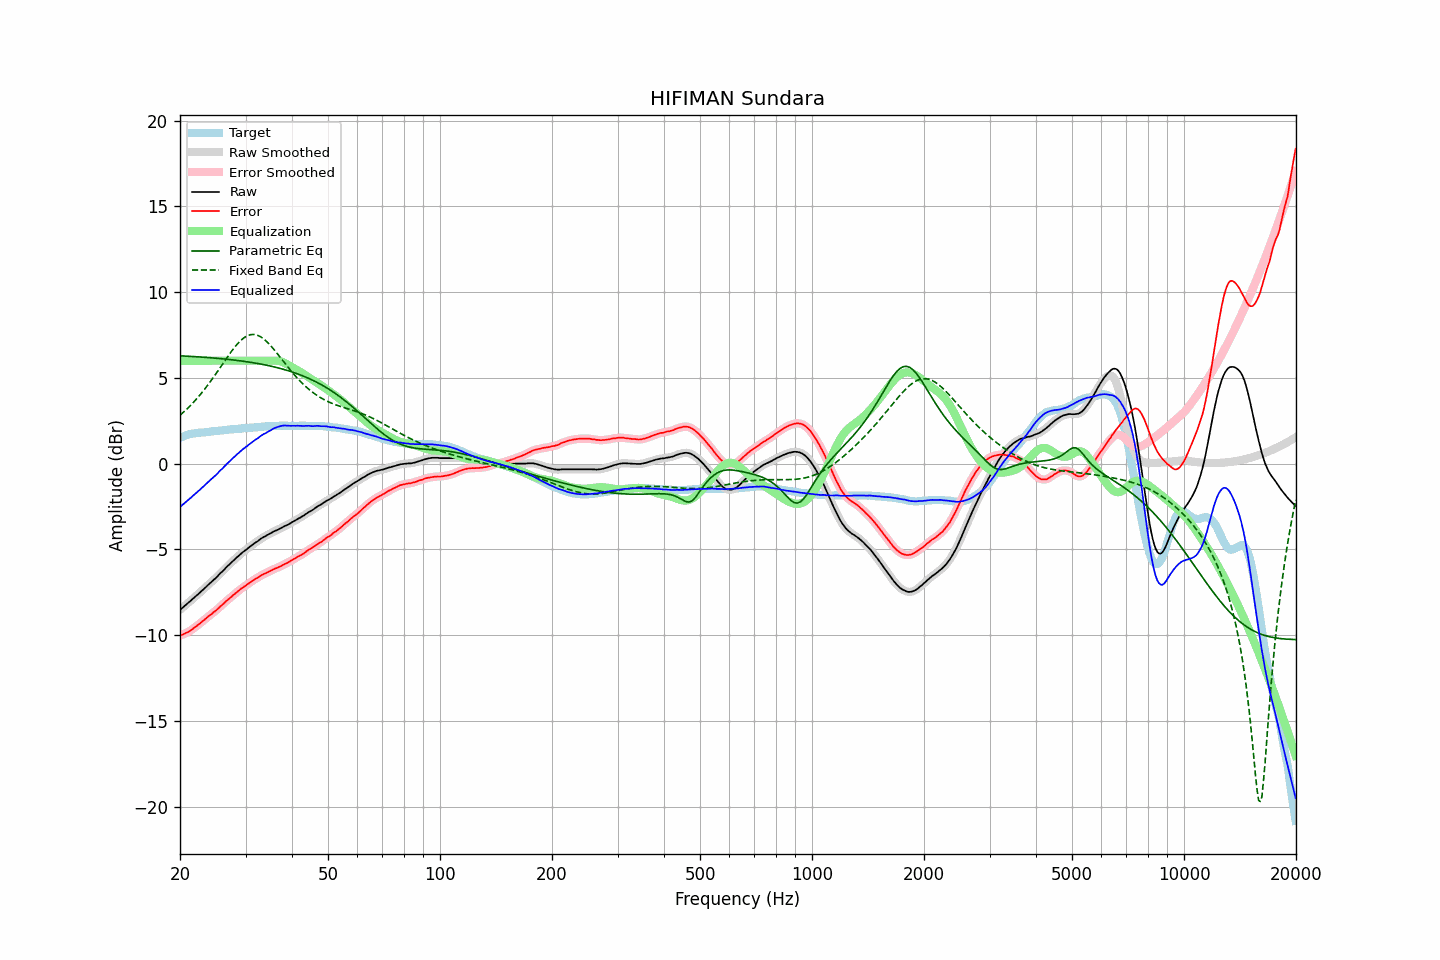 HIFIMAN Sundara
Target
Raw Smoothed
Error Smoothed
Raw
Error
Equalization
Parametric Eq
Fixed Band Eq
Equalized
Amplitude (dBr)
20
15
10
5
0
−5
−10
−15
−20
20 50 100 200 500 1000 2000 5000 10000 20000
Frequency (Hz)